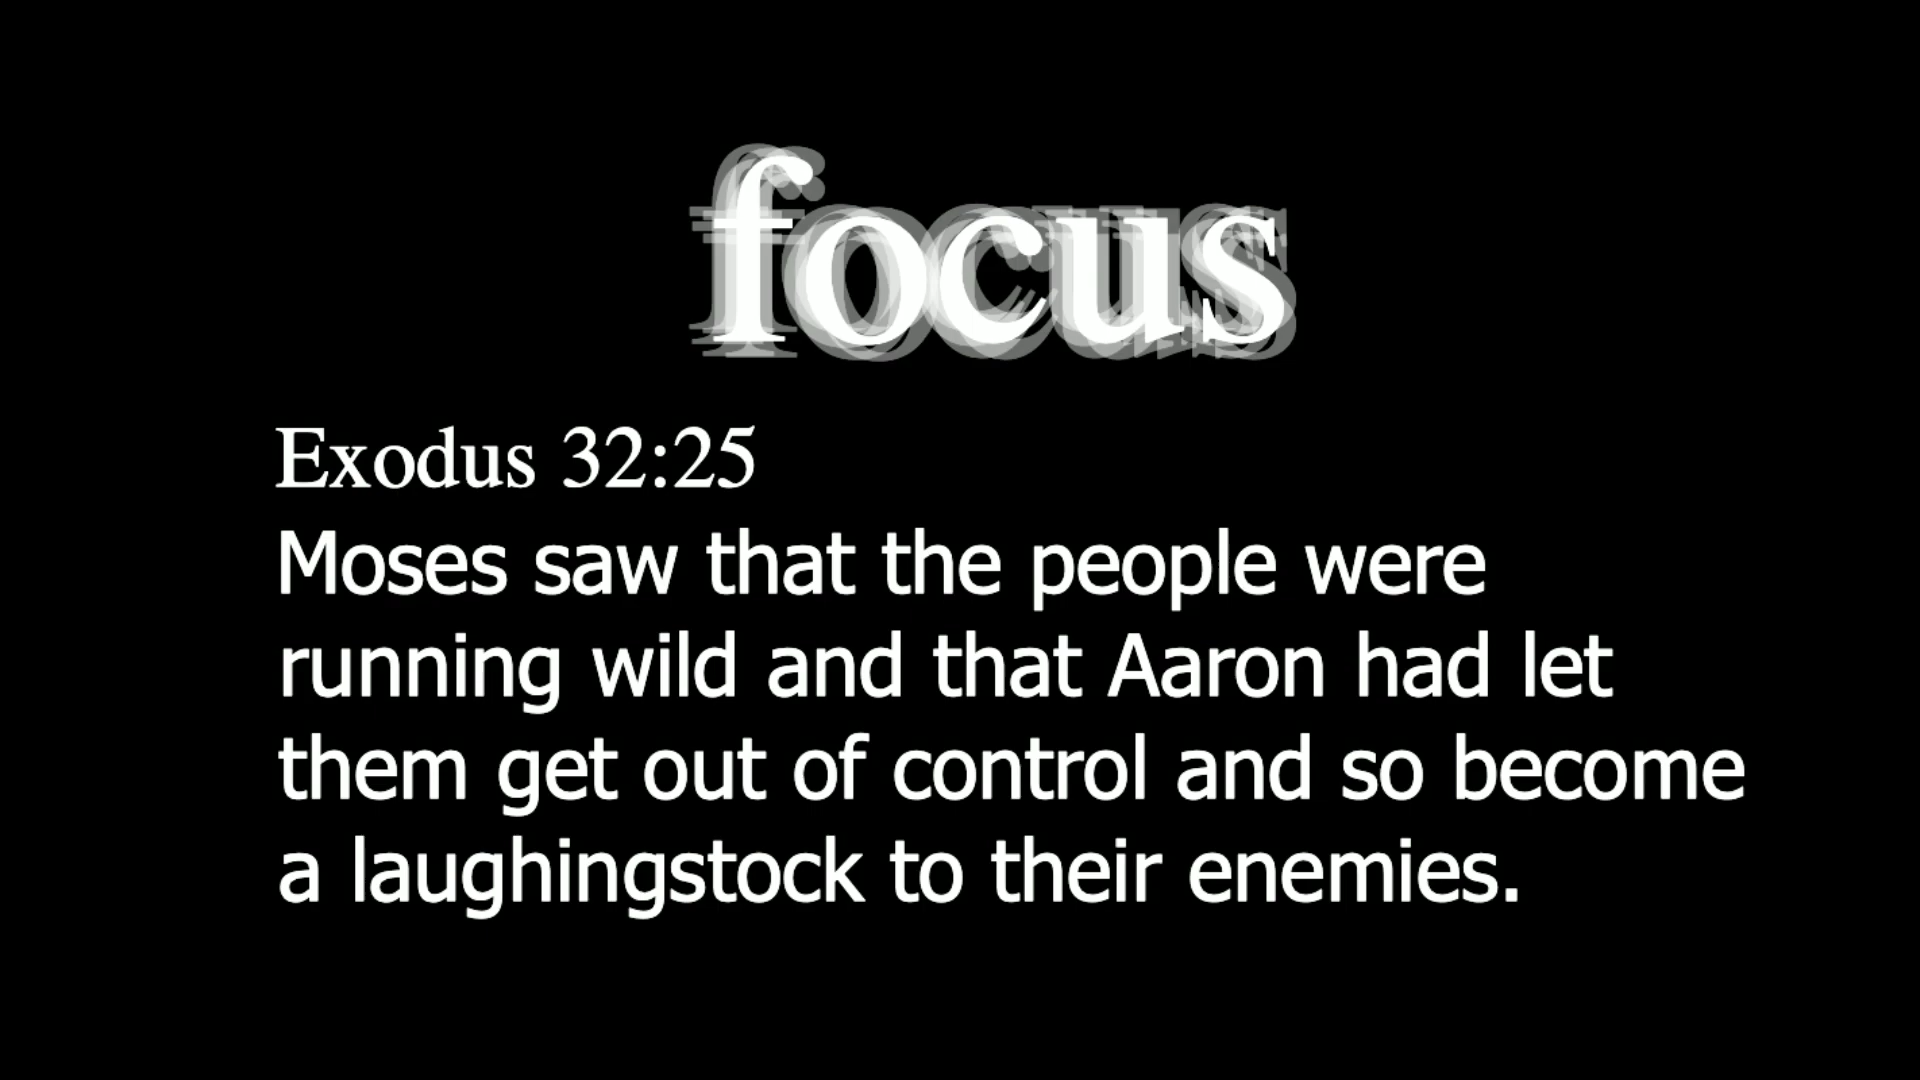 focus
Exodus 32:25
Moses saw that the people were
running wild and that Aaron had let
them get out of control and so become
a laughingstock to their enemies.